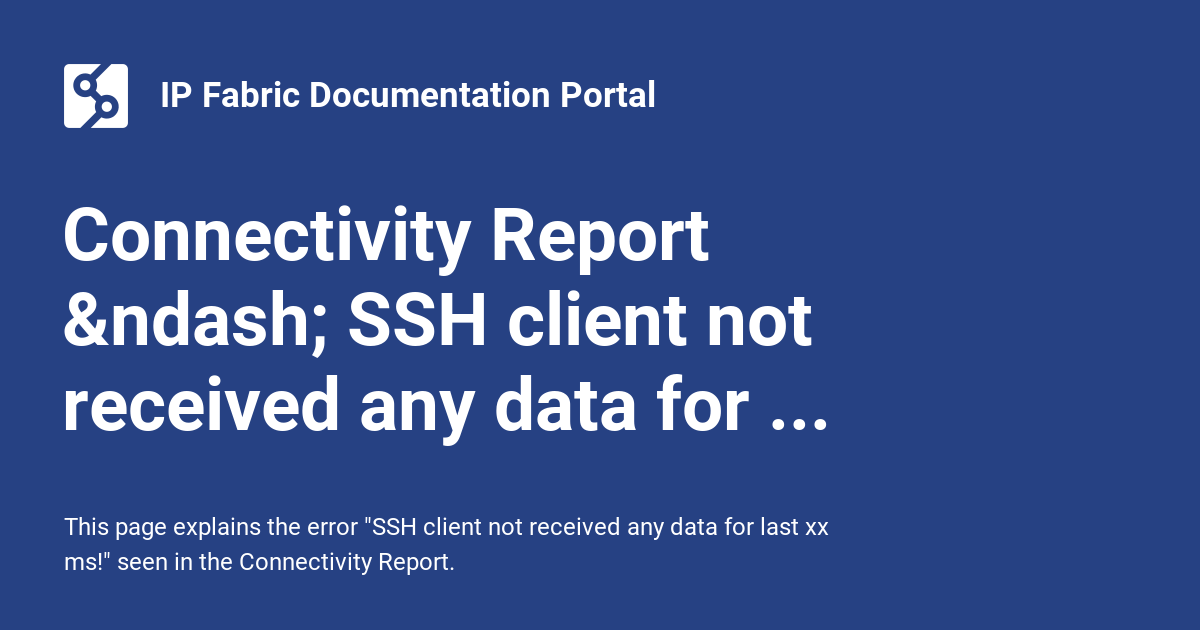 IP Fabric Documentation Portal
Connectivity Report
&ndash; SSH client not
received any data for ...
This page explains the error "SSH client not received any data for last xx
ms!" seen in the Connectivity Report.